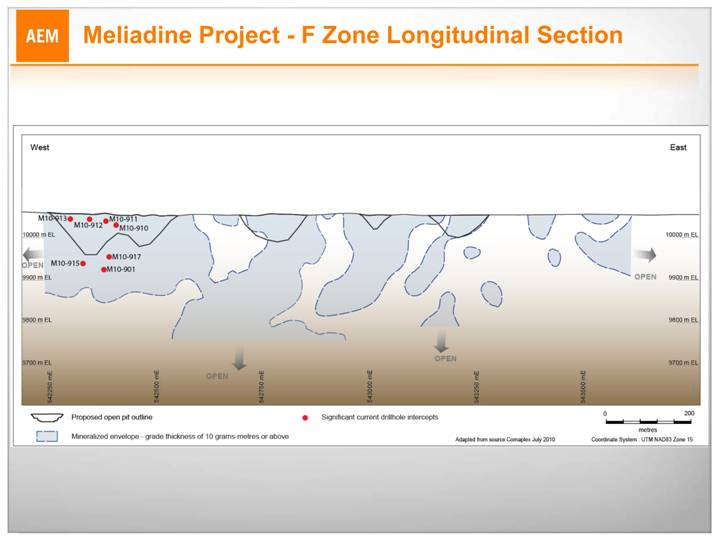 AEM
Meliadine Project - F Zone Longitudinal Section
West
East
M10-913
M10-912
M10-911
M10-910
10000 m EL
10000 m EL
M10-917
M10-915
M10-901
OPEN
OPEN
9900 m EL
9900 m EL
9800 m EL
9800 m EL
OPEN
9700 m EL
9700 m EL
OPEN
542250 mE
542500 mE
542750 mE
543000 mE
543250 mE
543500 mE
Proposed open pit outline
Significant current drillhole intercepts
0
200
metres
Mineralized envelope - grade thickness of 10 grams-metres or above
Adapted from source Comaplex July 2010
Coordinate System : UTM NAD83 Zone 15